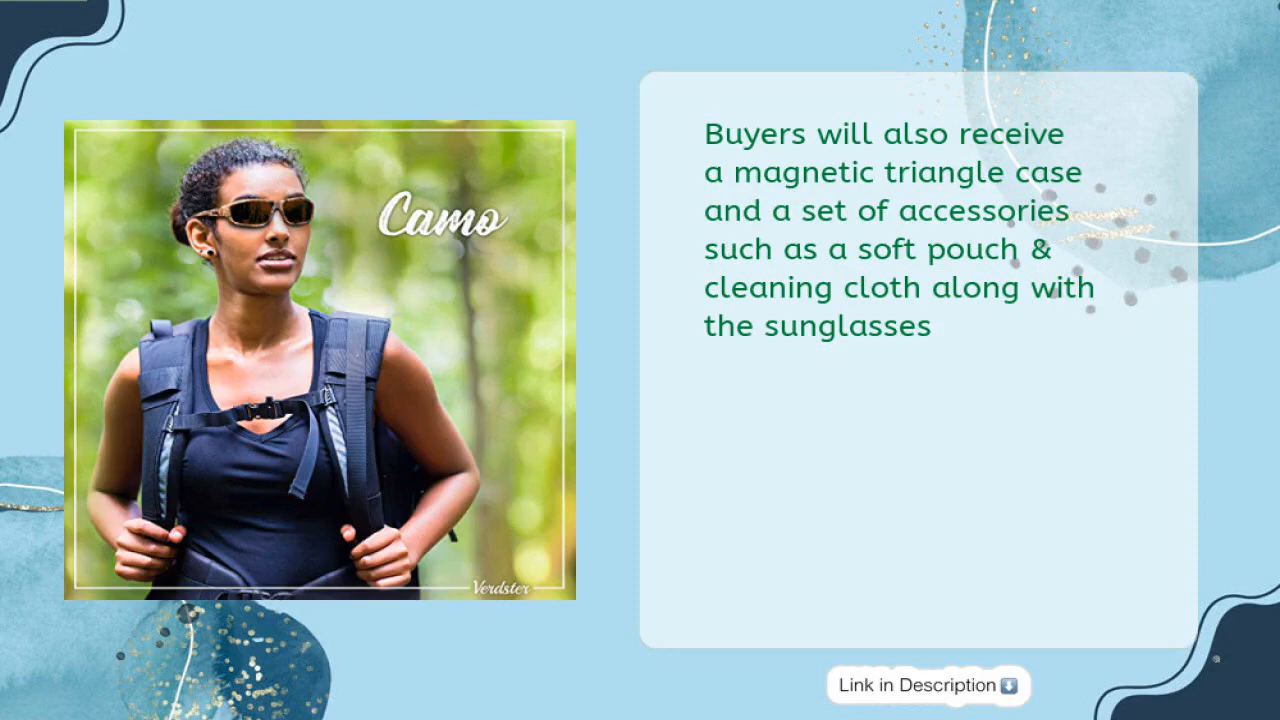 Camo
Verdster
Buyers will also receive
a magnetic triangle case
and a set of accessories
such as a soft pouch &
cleaning cloth along with
the sunglasses
Link in Description⬇️